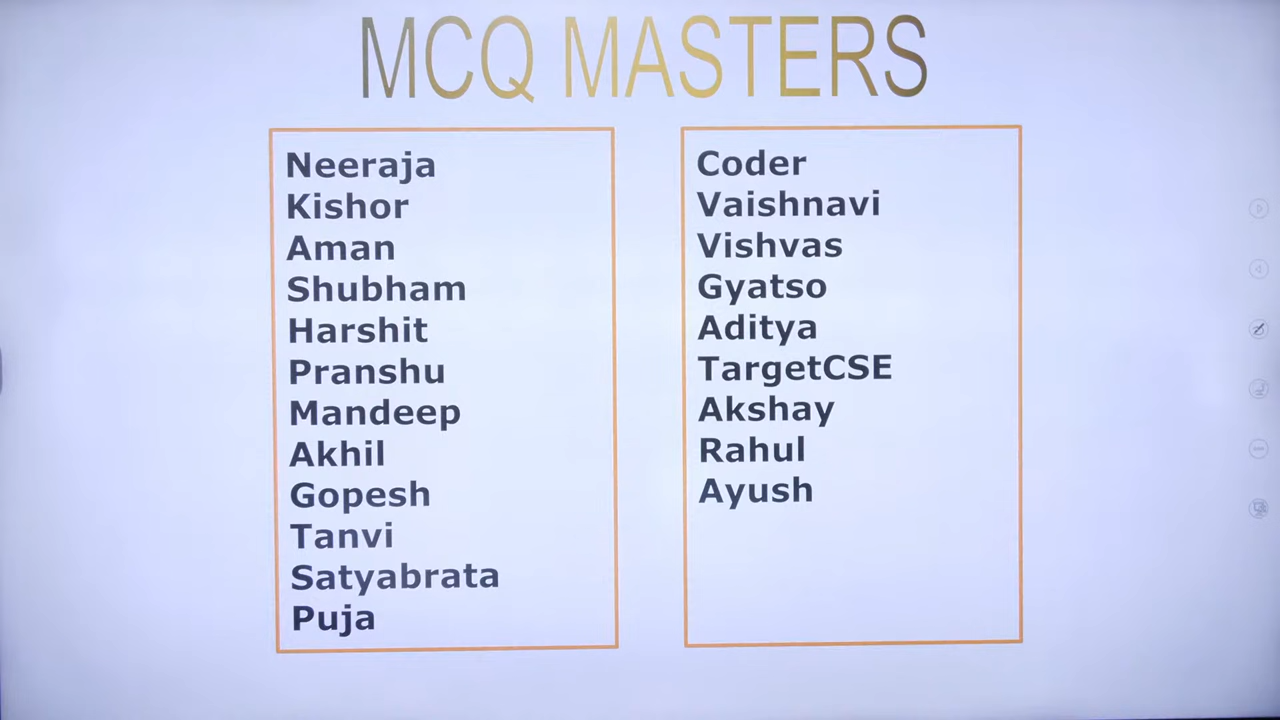 MCQ MASTERS
Neeraja
Kishor
Aman
Shubham
Harshit
Pranshu
Mandeep
Akhil
Gopesh
Tanvi
Satyabrata
Puja
Coder
Vaishnavi
Vishvas
Gyatso
Aditya
TargetCSE
Akshay
Rahul
Ayush